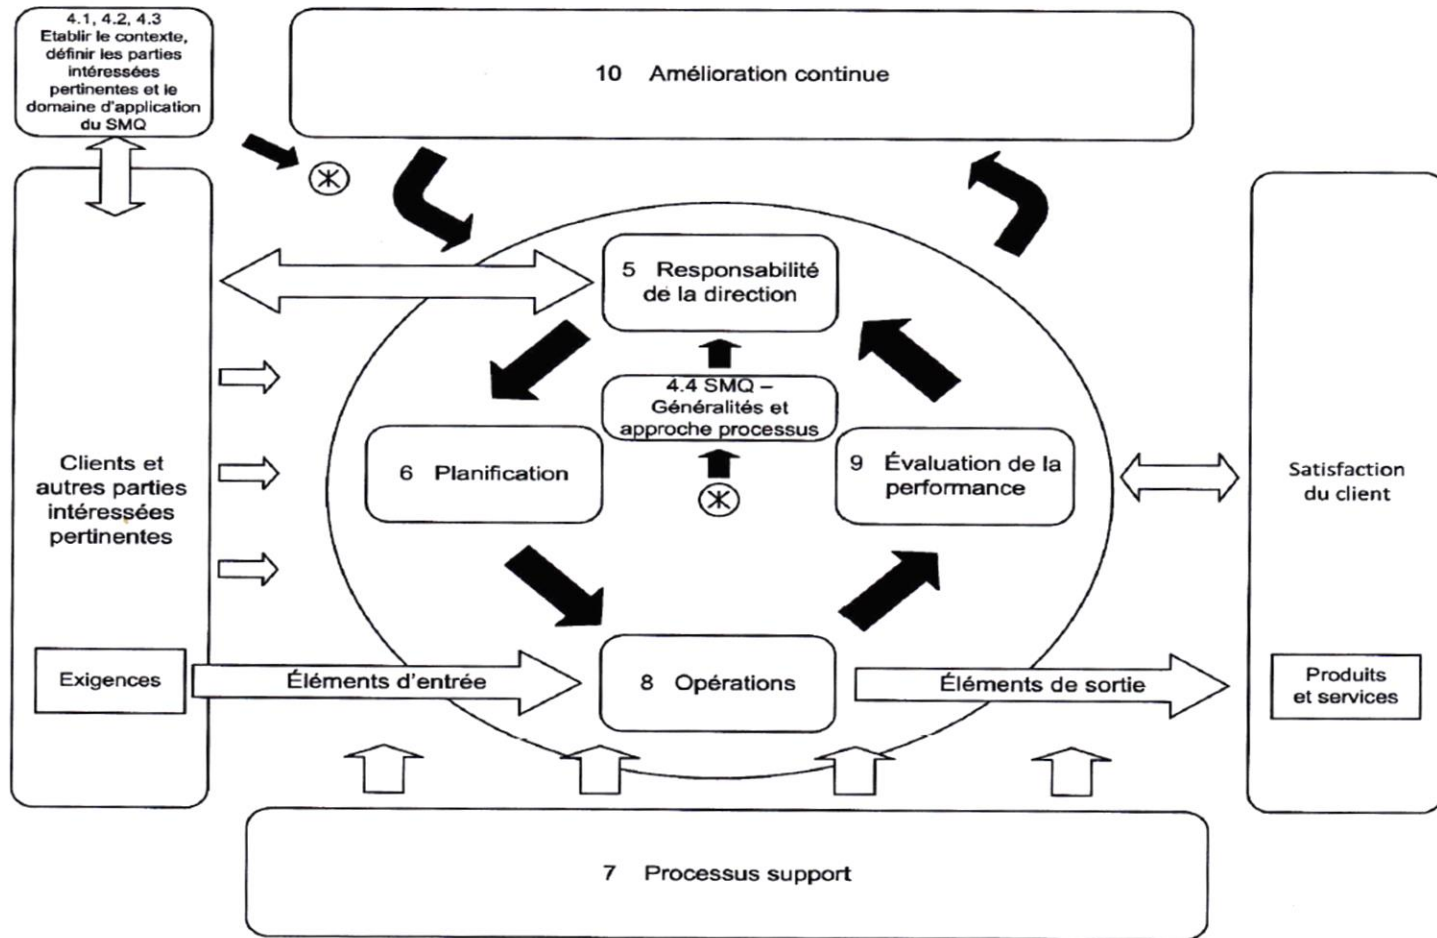 4.1, 4.2, 4.3
Etablir le contexte,
définir les parties
intéressées
pertinentes et le
domaine d'application
du SMQ
10 Amélioration continue
5 Responsabilité
de la direction
4.4 SMQ –
Généralités et
approche processus
6 Planification
9 Évaluation de la
performance
Clients et
autres parties
intéressées
pertinentes
Satisfaction
du client
Exigences
Éléments d'entrée
8 Opérations
Éléments de sortie
Produits
et services
7 Processus support